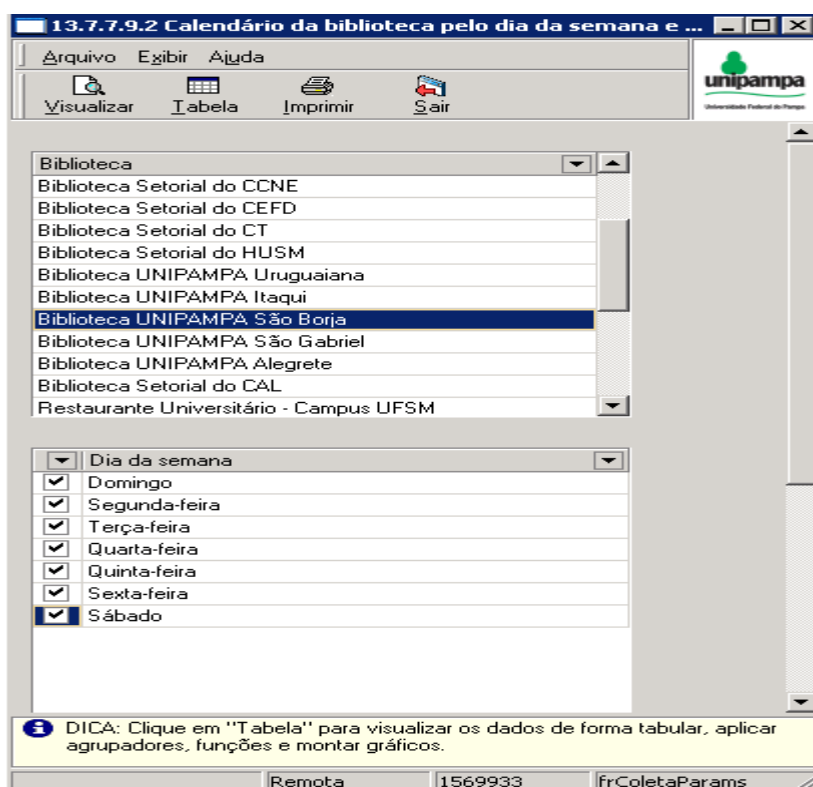 13.7.7.9.2 Calendário da biblioteca pelo dia da semana e ...
Arquivo Exibir Ajuda
Visualizar Tabela Imprimir Sair
unipampa
Universidade Federal do Pampa
Biblioteca
Biblioteca Setorial do CCNE
Biblioteca Setorial do CEFD
Biblioteca Setorial do CT
Biblioteca Setorial do HUSM
Biblioteca UNIPAMPA Uruguaiana
Biblioteca UNIPAMPA Itaqui
Biblioteca UNIPAMPA São Borja
Biblioteca UNIPAMPA São Gabriel
Biblioteca UNIPAMPA Alegrete
Biblioteca Setorial do CAL
Restaurante Universitário - Campus UFSM
Dia da semana
Domingo
Segunda-feira
Terça-feira
Quarta-feira
Quinta-feira
Sexta-feira
Sábado
DICA: Clique em "Tabela" para visualizar os dados de forma tabular, aplicar
agrupadores, funções e montar gráficos.
Remota 1569933 frColetaParams